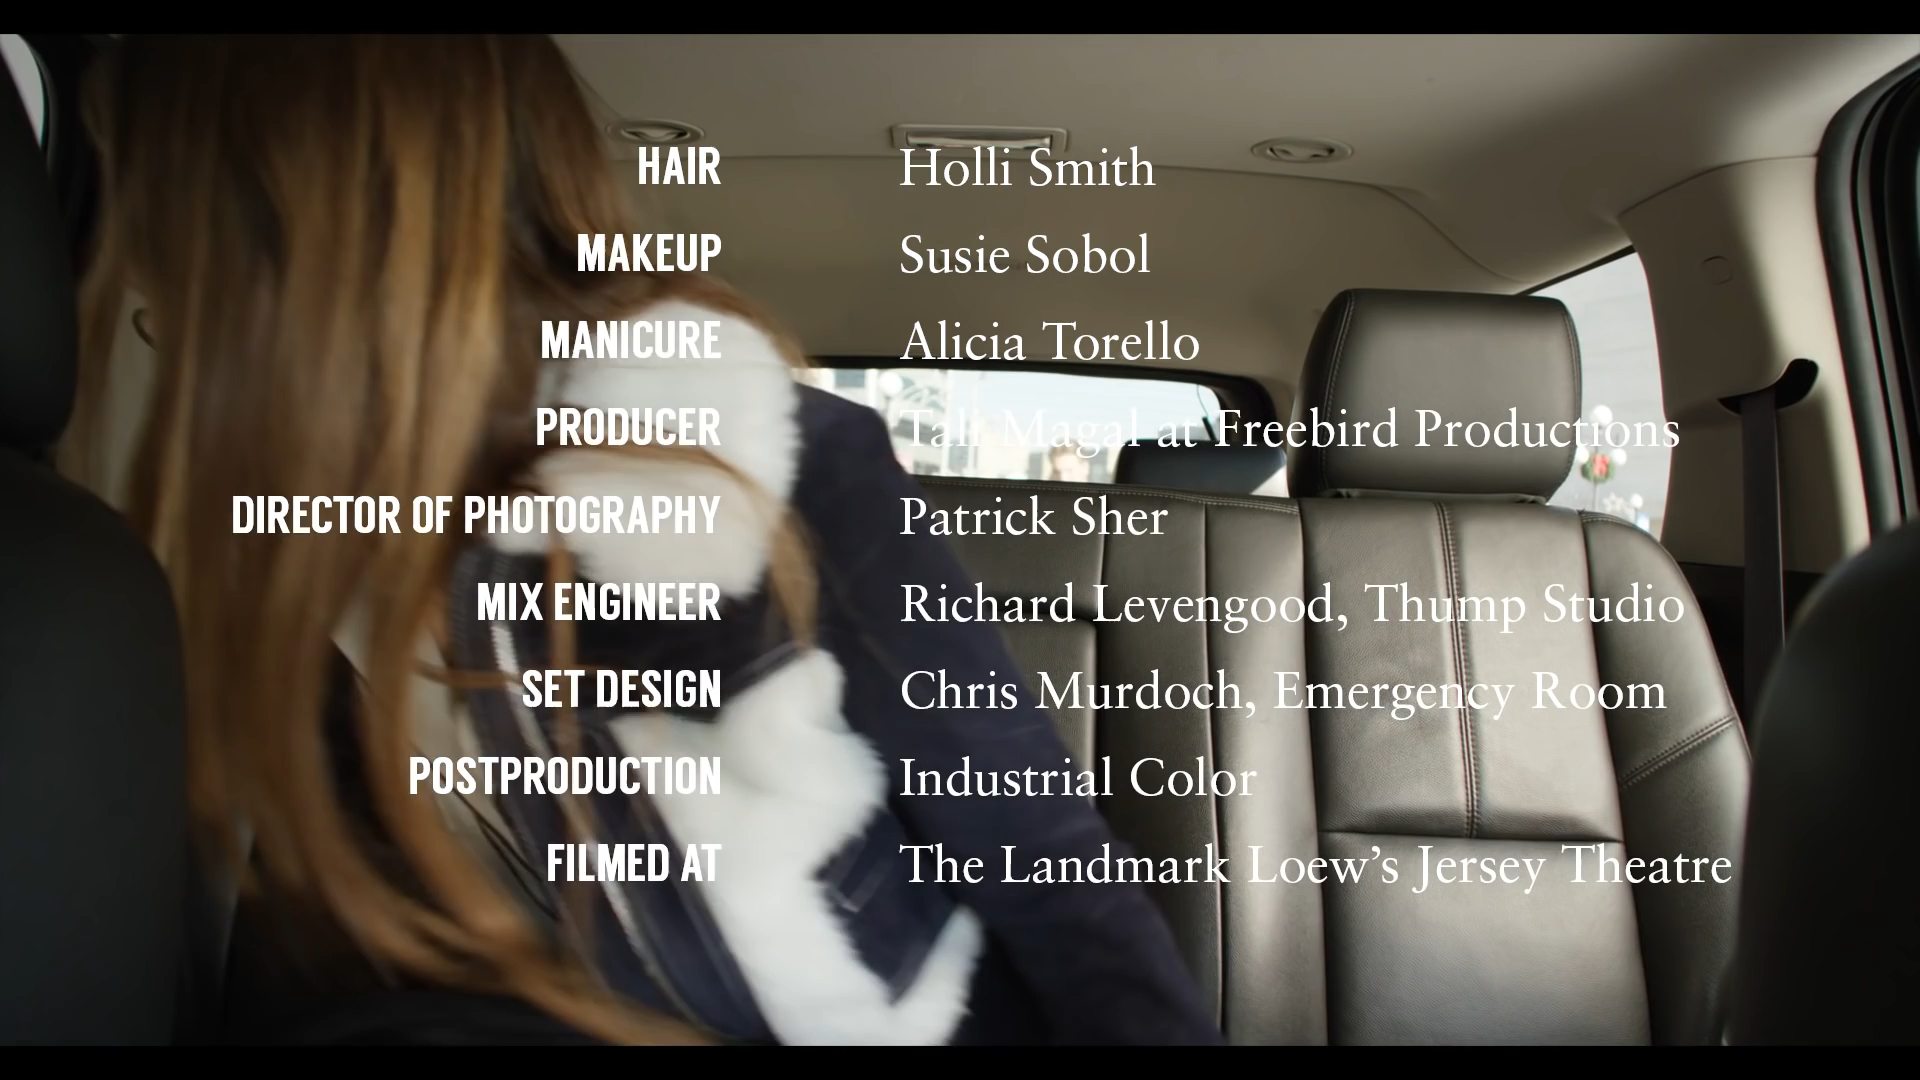 HAIR Holli Smith
MAKEUP Susie Sobol
MANICURE Alicia Torello
PRODUCER Tali Magal at Freebird Productions
DIRECTOR OF PHOTOGRAPHY Patrick Sher
MIX ENGINEER Richard Levengood, Thump Studio
SET DESIGN Chris Murdoch, Emergency Room
POSTPRODUCTION Industrial Color
FILMED AT The Landmark Loew’s Jersey Theatre